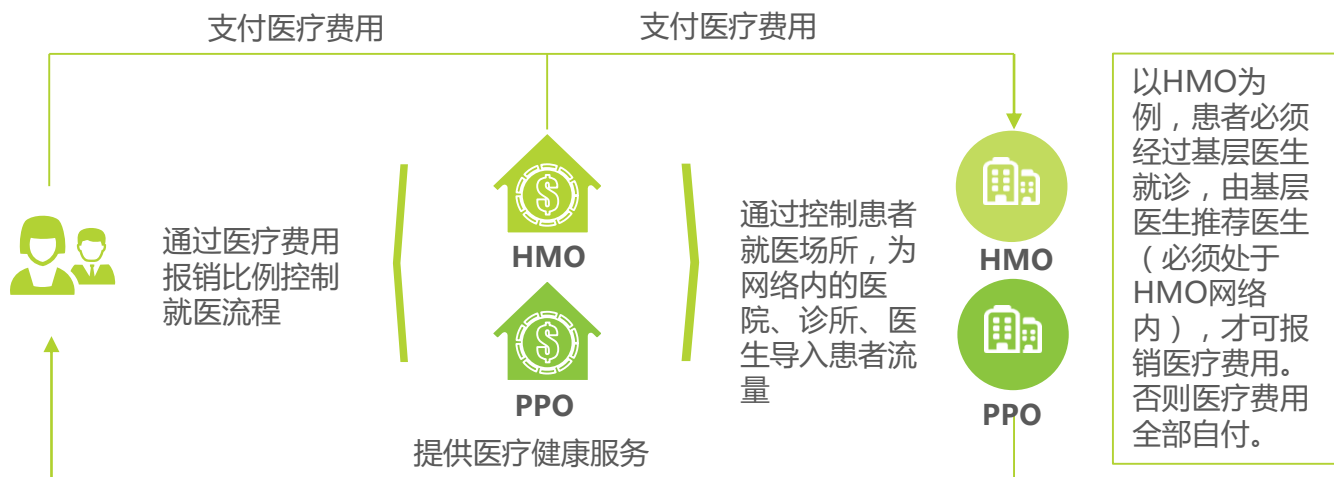 支付医疗费用
支付医疗费用
通过医疗费用
报销比例控制
就医流程
HMO
PPO
提供医疗健康服务
通过控制患者
就医场所，为
网络内的医
院、诊所、医
生导入患者流
量
HMO
PPO
以HMO为
例，患者必须
经过基层医生
就诊，由基层
医生推荐医生
（必须处于
HMO网络
内），才可报
销医疗费用。
否则医疗费用
全部自付。